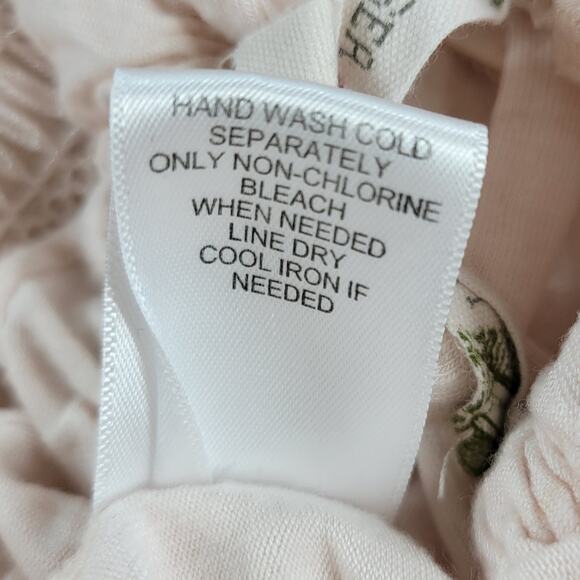 HAND WASH COLD
SEPARATELY
ONLY NON-CHLORINE
BLEACH
WHEN NEEDED
LINE DRY
COOL IRON IF
NEEDED